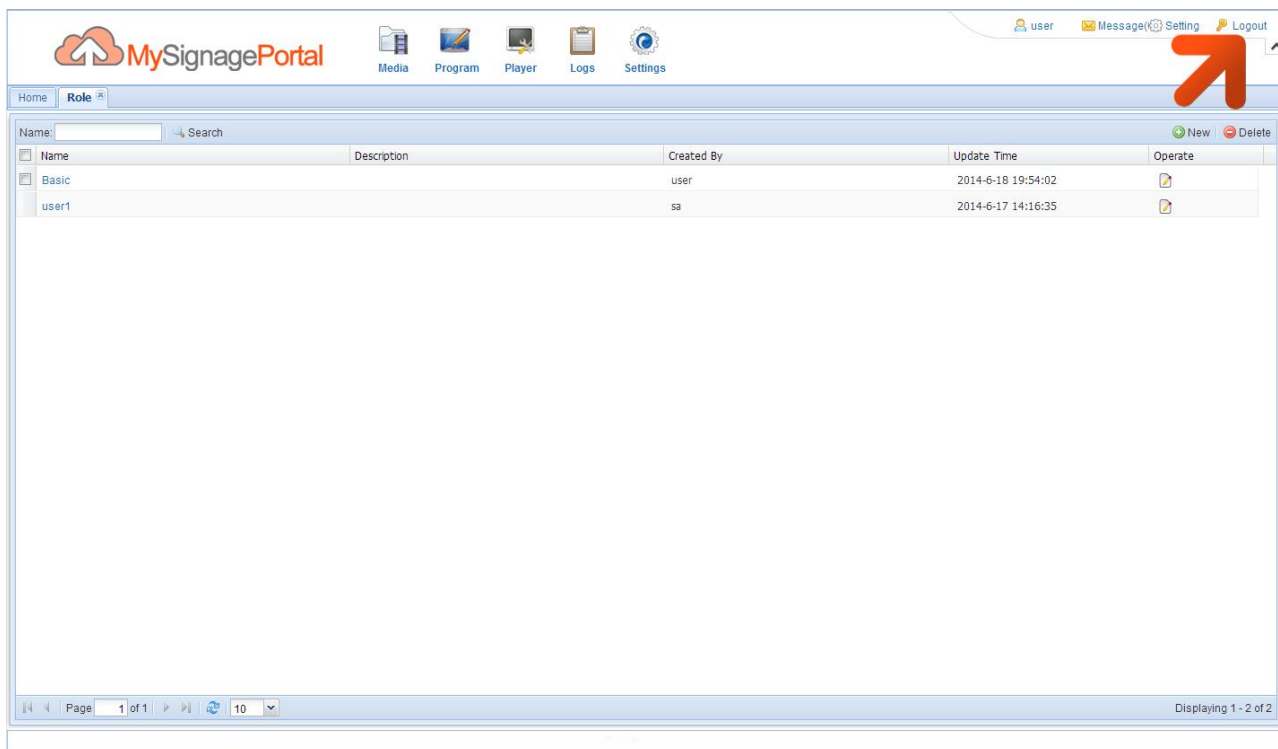 MySignagePortal
Media Program Player Logs Settings
user Message( Setting Logout
Home Role
Name: Search New Delete
Name Description Created By Update Time Operate
Basic user 2014-6-18 19:54:02
user1 sa 2014-6-17 14:16:35
Page 1 of 1 10 Displaying 1 - 2 of 2